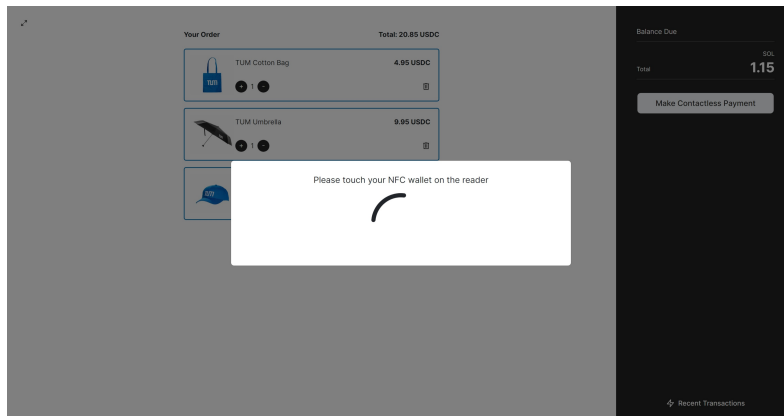 Your Order
Total: 20.85 USDC
TUM Cotton Bag
4.95 USDC
1
TUM Umbrella
9.95 USDC
1
Please touch your NFC wallet on the reader
Balance Due
SOL
Total
1.15
Make Contactless Payment
Recent Transactions